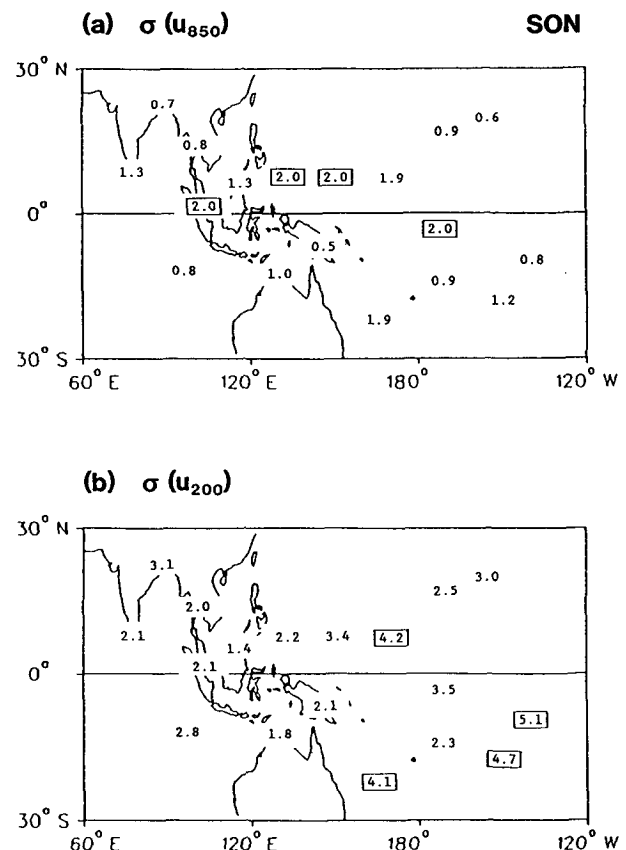 (a) σ (u850) SON
30° N
0.7 0.6
0.9
0.8
1.3
1.3 2.0 2.0 1.9
2.0
0°
2.0
0.5
0.8
0.8 1.0 0.9
1.2
1.9
30° S
60° E 120° E 180° 120° W
(b) σ (u200)
30° N
3.1 3.0
2.5
2.0
2.1 2.2 3.4 4.2
1.4
2.1
0°
3.5
2.1
5.1
2.8 1.8 2.3
4.7
4.1
30° S
60° E 120° E 180° 120° W